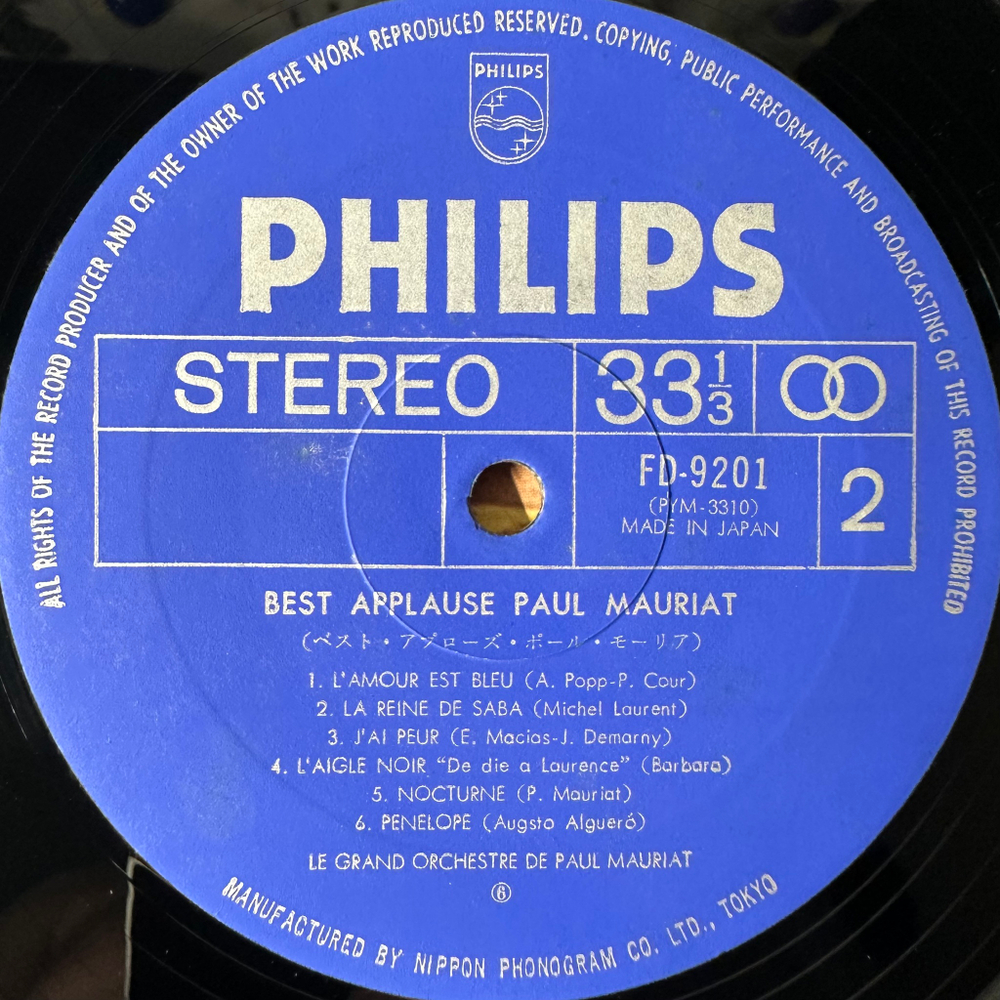 ALL RIGHTS OF THE RECORD PRODUCER AND OF THE OWNER OF THE WORK REPRODUCED RESERVED. COPYING, PUBLIC PERFORMANCE AND BROADCASTING OF THIS RECORD PROHIBITED
PHILIPS
PHILIPS
STEREO 33 1/3
FD-9201
(PYM-3310)
MADE IN JAPAN
2
BEST APPLAUSE PAUL MAURIAT
(ベスト・アプローズ・ポール・モーリア)
1. L'AMOUR EST BLEU (A. Popp-P. Cour)
2. LA REINE DE SABA (Michel Laurent)
3. J'AI PEUR (E. Macias-J. Demarny)
4. L'AIGLE NOIR "De die a Laurence" (Barbara)
5. NOCTURNE (P. Mauriat)
6. PENELOPE (Augsto Algueró)
LE GRAND ORCHESTRE DE PAUL MAURIAT
⑥
MANUFACTURED BY NIPPON PHONOGRAM CO. LTD., TOKYO